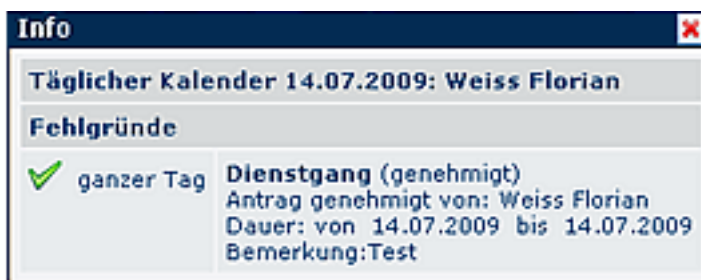 Info
Täglicher Kalender 14.07.2009: Weiss Florian
Fehlgründe
ganzer Tag
Dienstgang (genehmigt)
Antrag genehmigt von: Weiss Florian
Dauer: von 14.07.2009 bis 14.07.2009
Bemerkung:Test